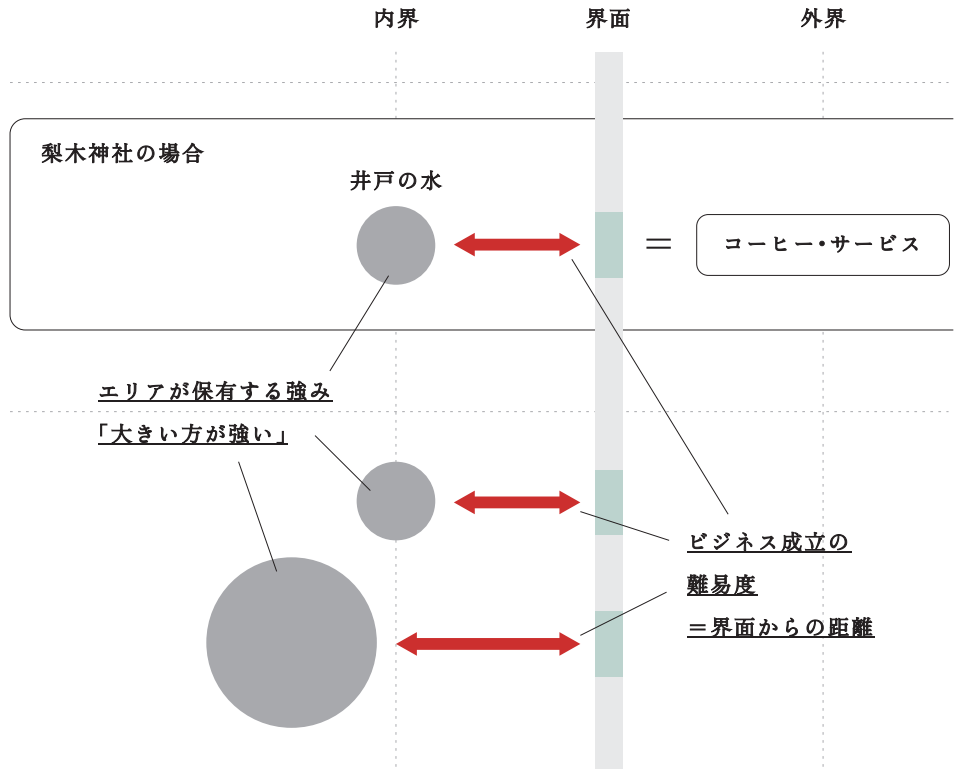 内界
界面
外界
梨木神社の場合
井戸の水
＝
コーヒー・サービス
エリアが保有する強み
「大きい方が強い」
ビジネス成立の
難易度
＝界面からの距離